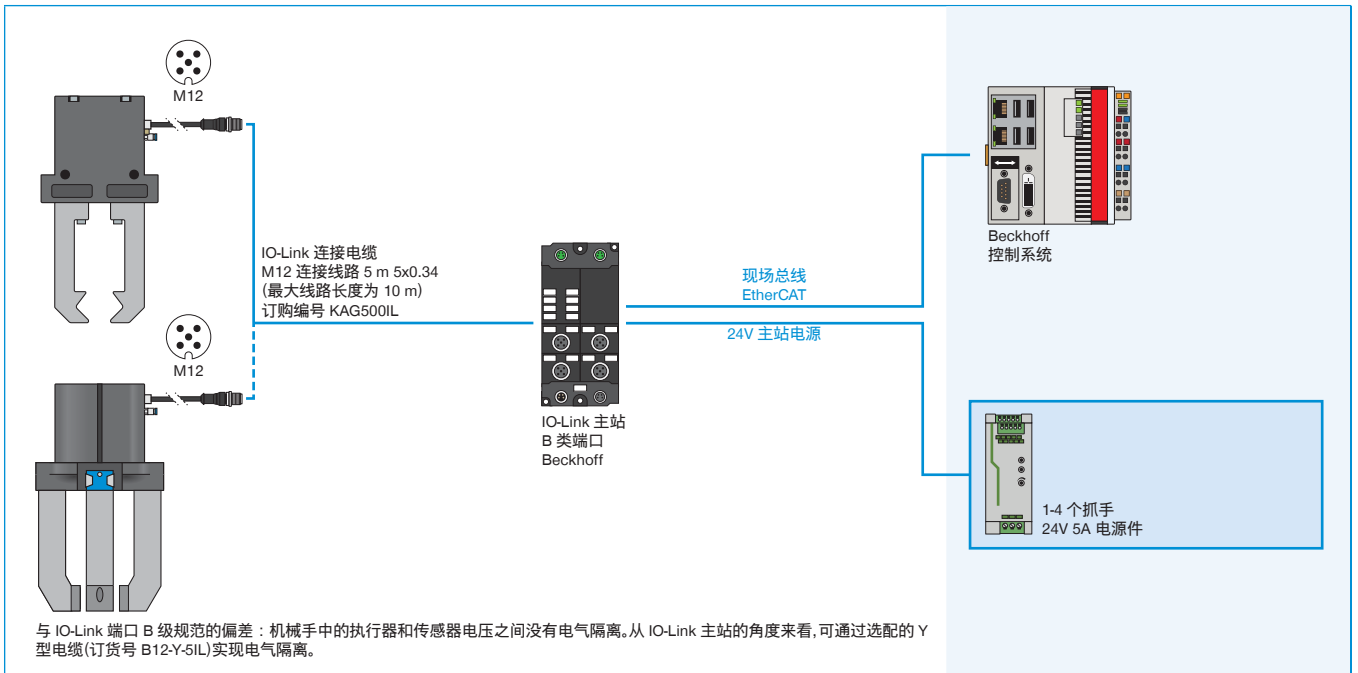 M12
IO-Link 连接电缆
M12 连接线路 5 m 5x0.34
(最大线路长度为 10 m)
订购编号 KAG500IL
M12
IO-Link 主站
B 类端口
Beckhoff
现场总线
EtherCAT
24V 主站电源
Beckhoff
控制系统
1-4 个抓手
24V 5A 电源件
与 IO-Link 端口 B 级规范的偏差：机械手中的执行器和传感器电压之间没有电气隔离。从 IO-Link 主站的角度来看,可通过选配的 Y
型电缆(订货号 B12-Y-5IL)实现电气隔离。